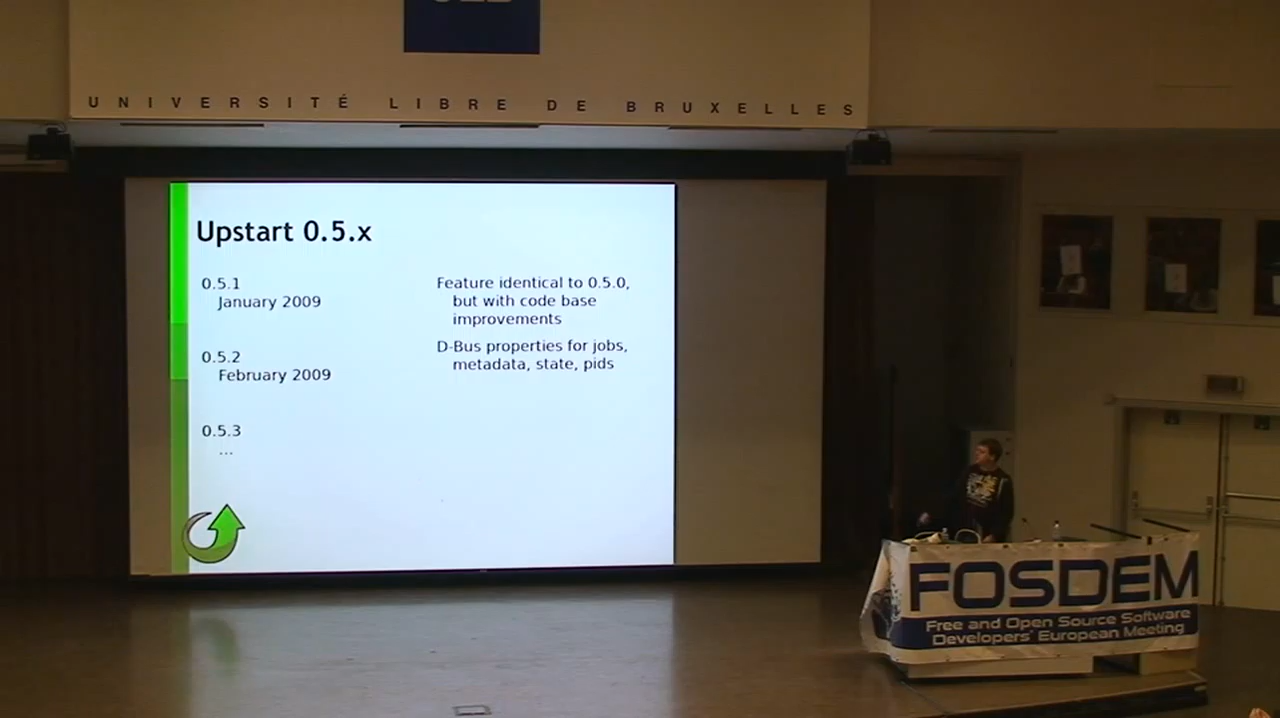 UNIVERSITÉ LIBRE DE BRUXELLES
Upstart 0.5.x
0.5.1
January 2009
0.5.2
February 2009
0.5.3
...
Feature identical to 0.5.0,
but with code base
improvements
D-Bus properties for jobs,
metadata, state, pids
FOSDEM
Free and Open Source Software
Developers' European Meeting